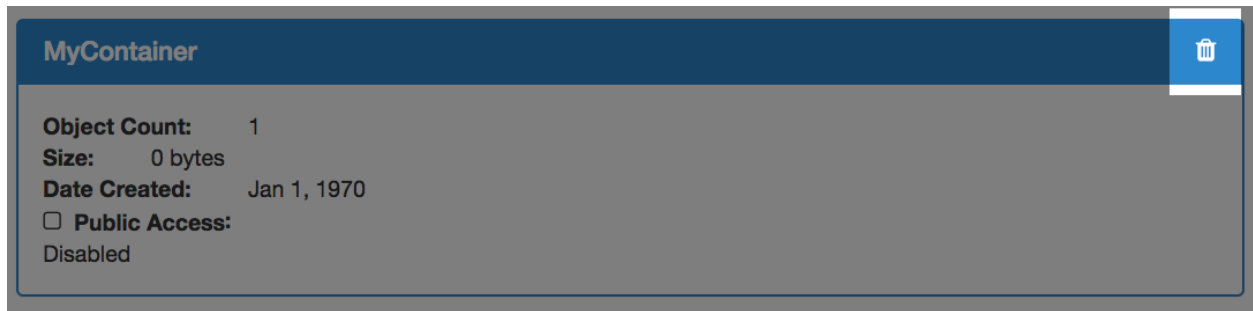 MyContainer
Object Count: 1
Size: 0 bytes
Date Created: Jan 1, 1970
Public Access:
Disabled